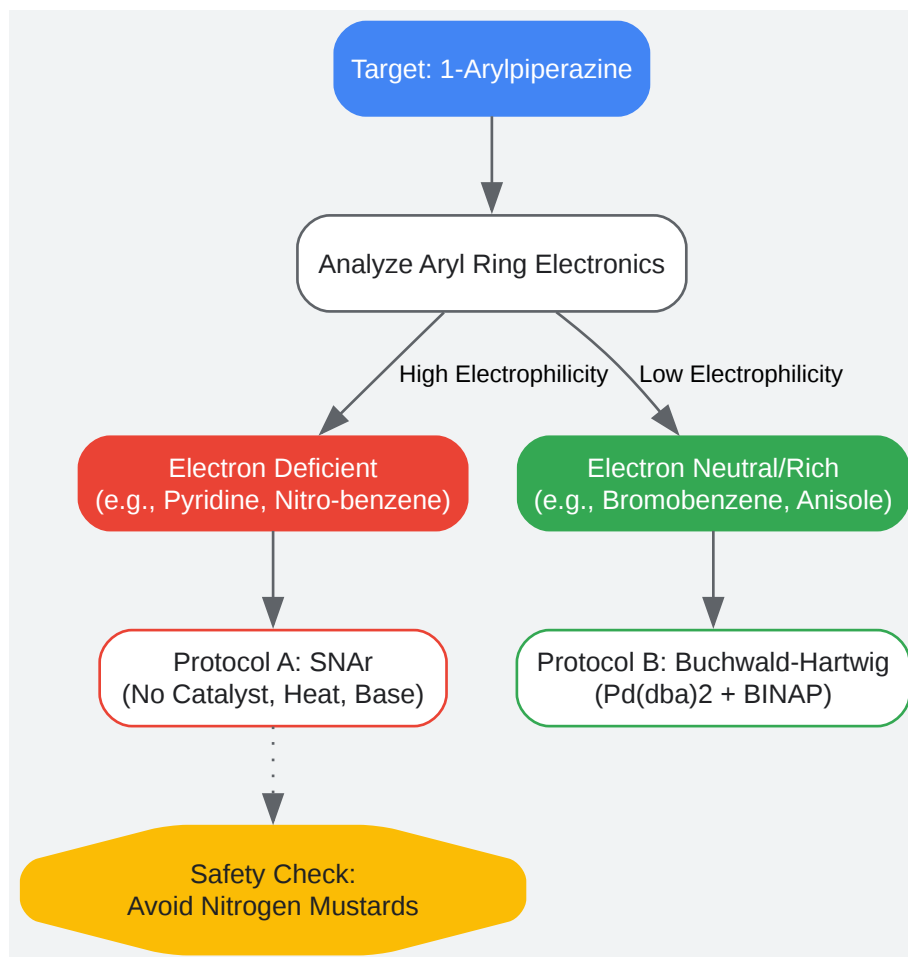 Target: 1-Arylpiperazine
Analyze Aryl Ring Electronics
High Electrophilicity
Low Electrophilicity
Electron Deficient
(e.g., Pyridine, Nitro-benzene)
Electron Neutral/Rich
(e.g., Bromobenzene, Anisole)
Protocol A: SNAr
(No Catalyst, Heat, Base)
Protocol B: Buchwald-Hartwig
(Pd(dba)2 + BINAP)
Safety Check:
Avoid Nitrogen Mustards